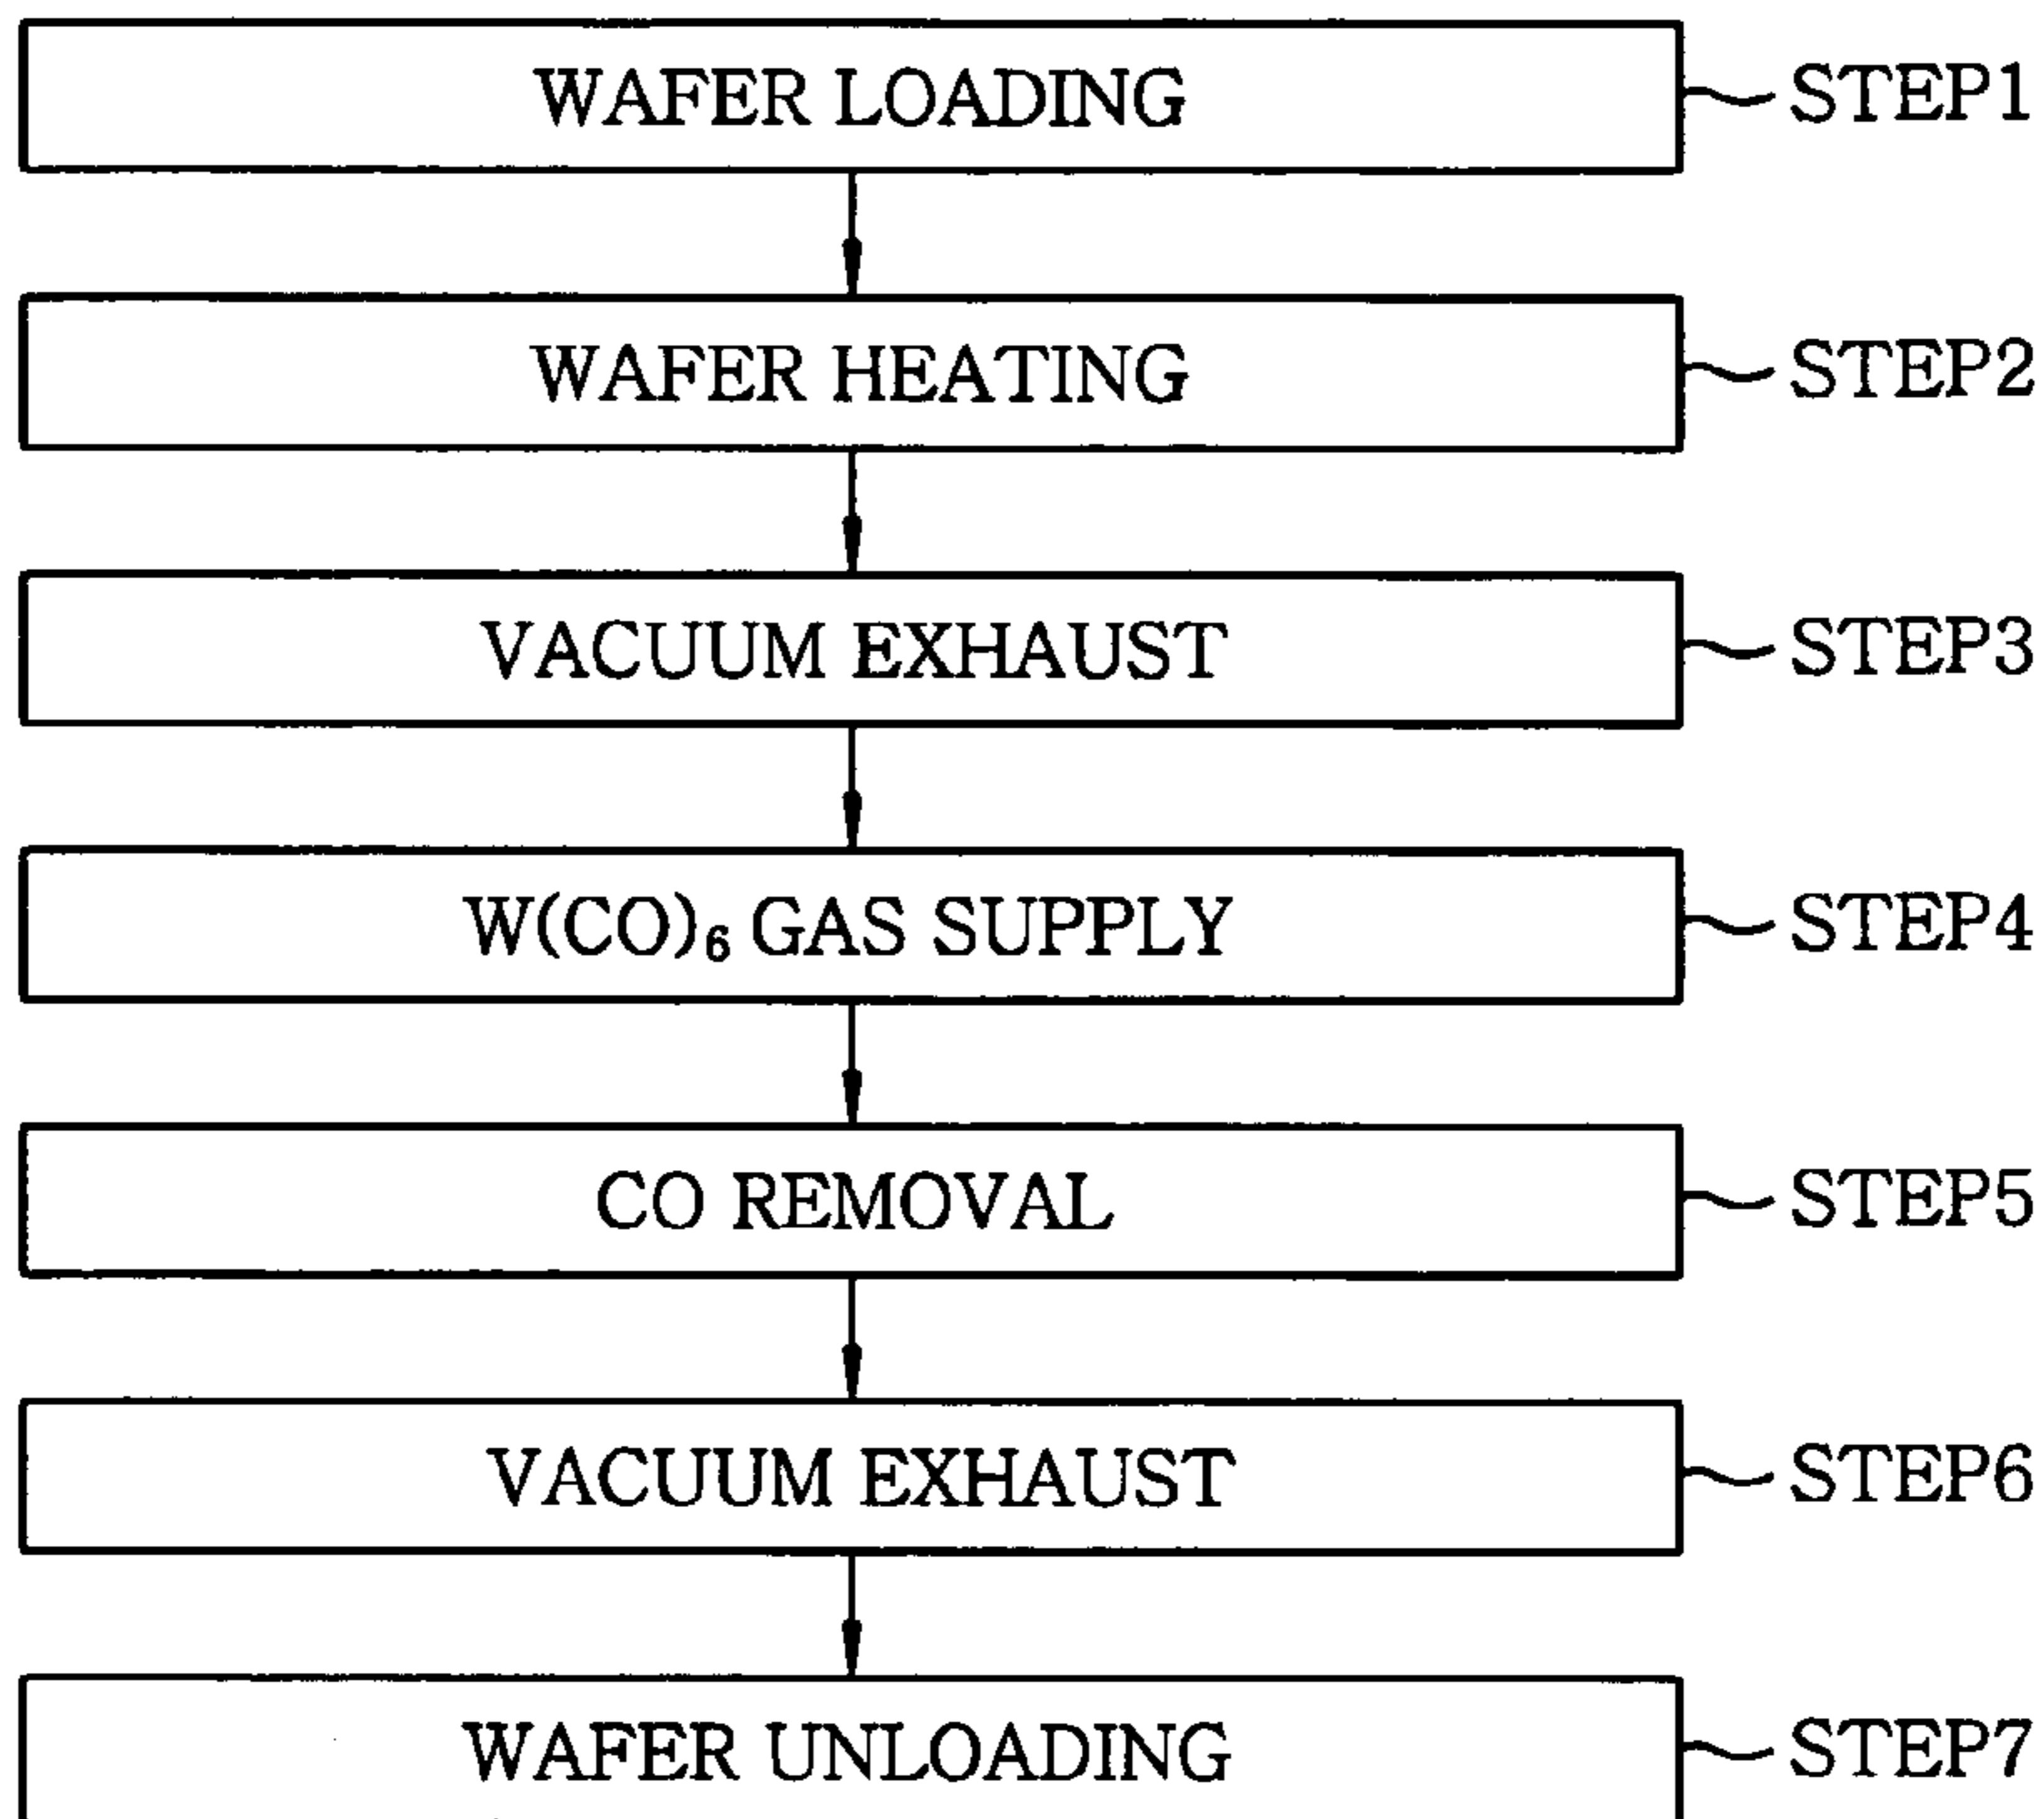 WAFER LOADING STEP1
WAFER HEATING STEP2
VACUUM EXHAUST STEP3
W(CO)₆ GAS SUPPLY STEP4
CO REMOVAL STEP5
VACUUM EXHAUST STEP6
WAFER UNLOADING STEP7